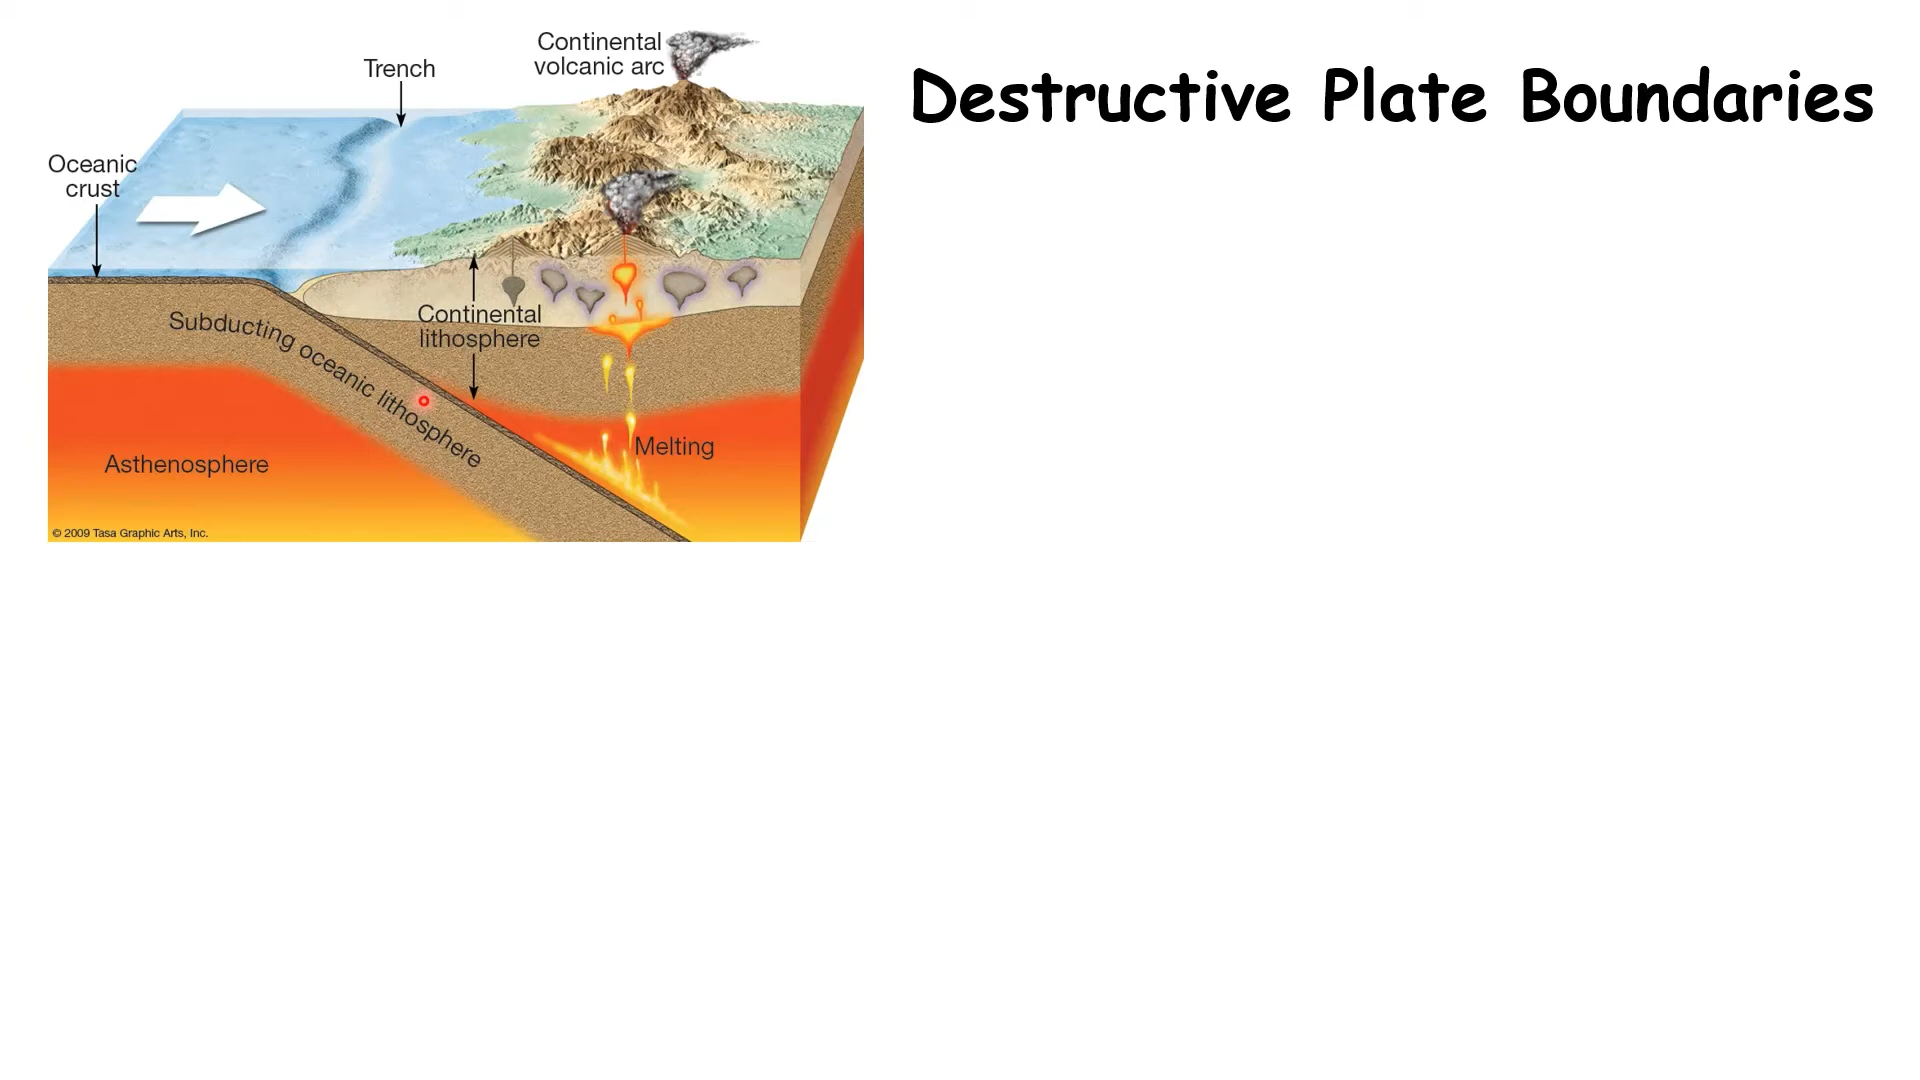 Continental
volcanic arc
Trench
Destructive Plate Boundaries
Oceanic
crust
Continental
lithosphere
Subducting oceanic lithosphere
Melting
Asthenosphere
© 2009 Tasa Graphic Arts, Inc.